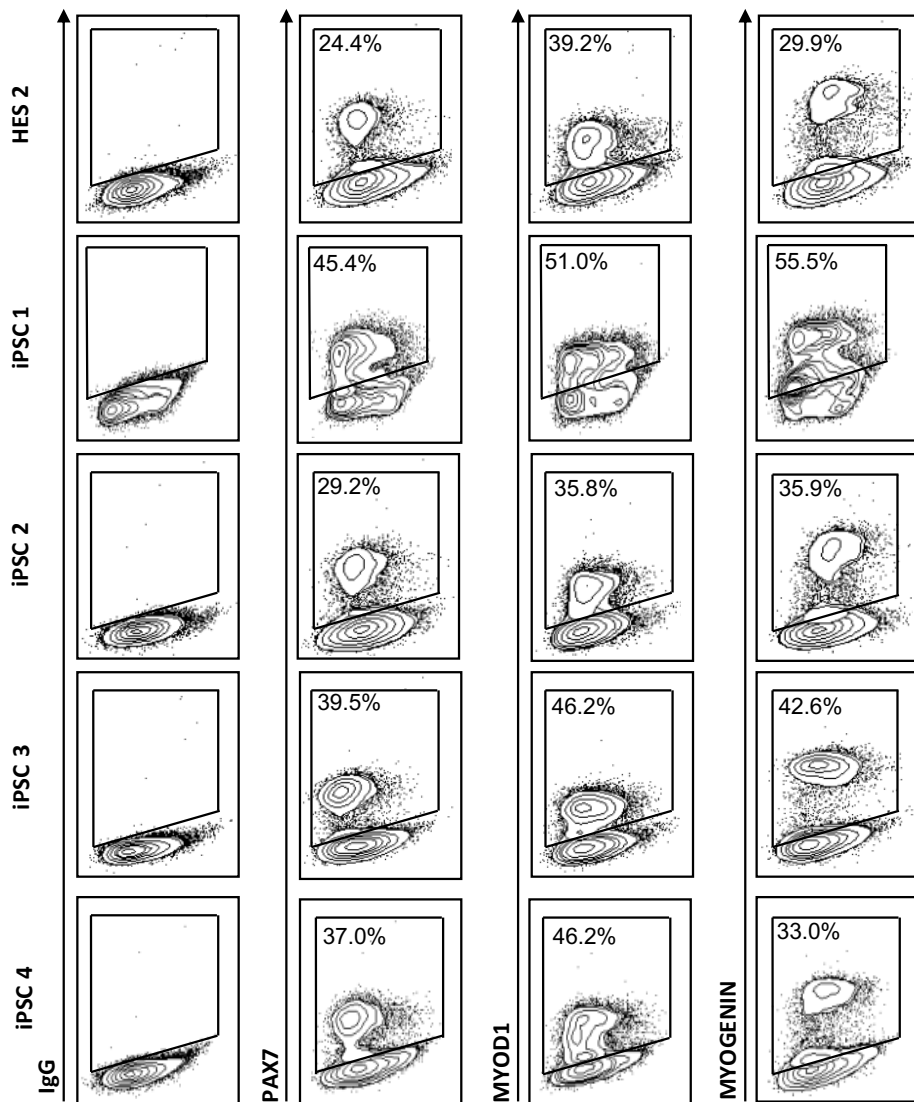 HES 2
24.4%
39.2%
29.9%
iPSC 1
45.4%
51.0%
55.5%
iPSC 2
29.2%
35.8%
35.9%
iPSC 3
39.5%
46.2%
42.6%
iPSC 4
37.0%
46.2%
33.0%
IgG
PAX7
MYOD1
MYOGENIN